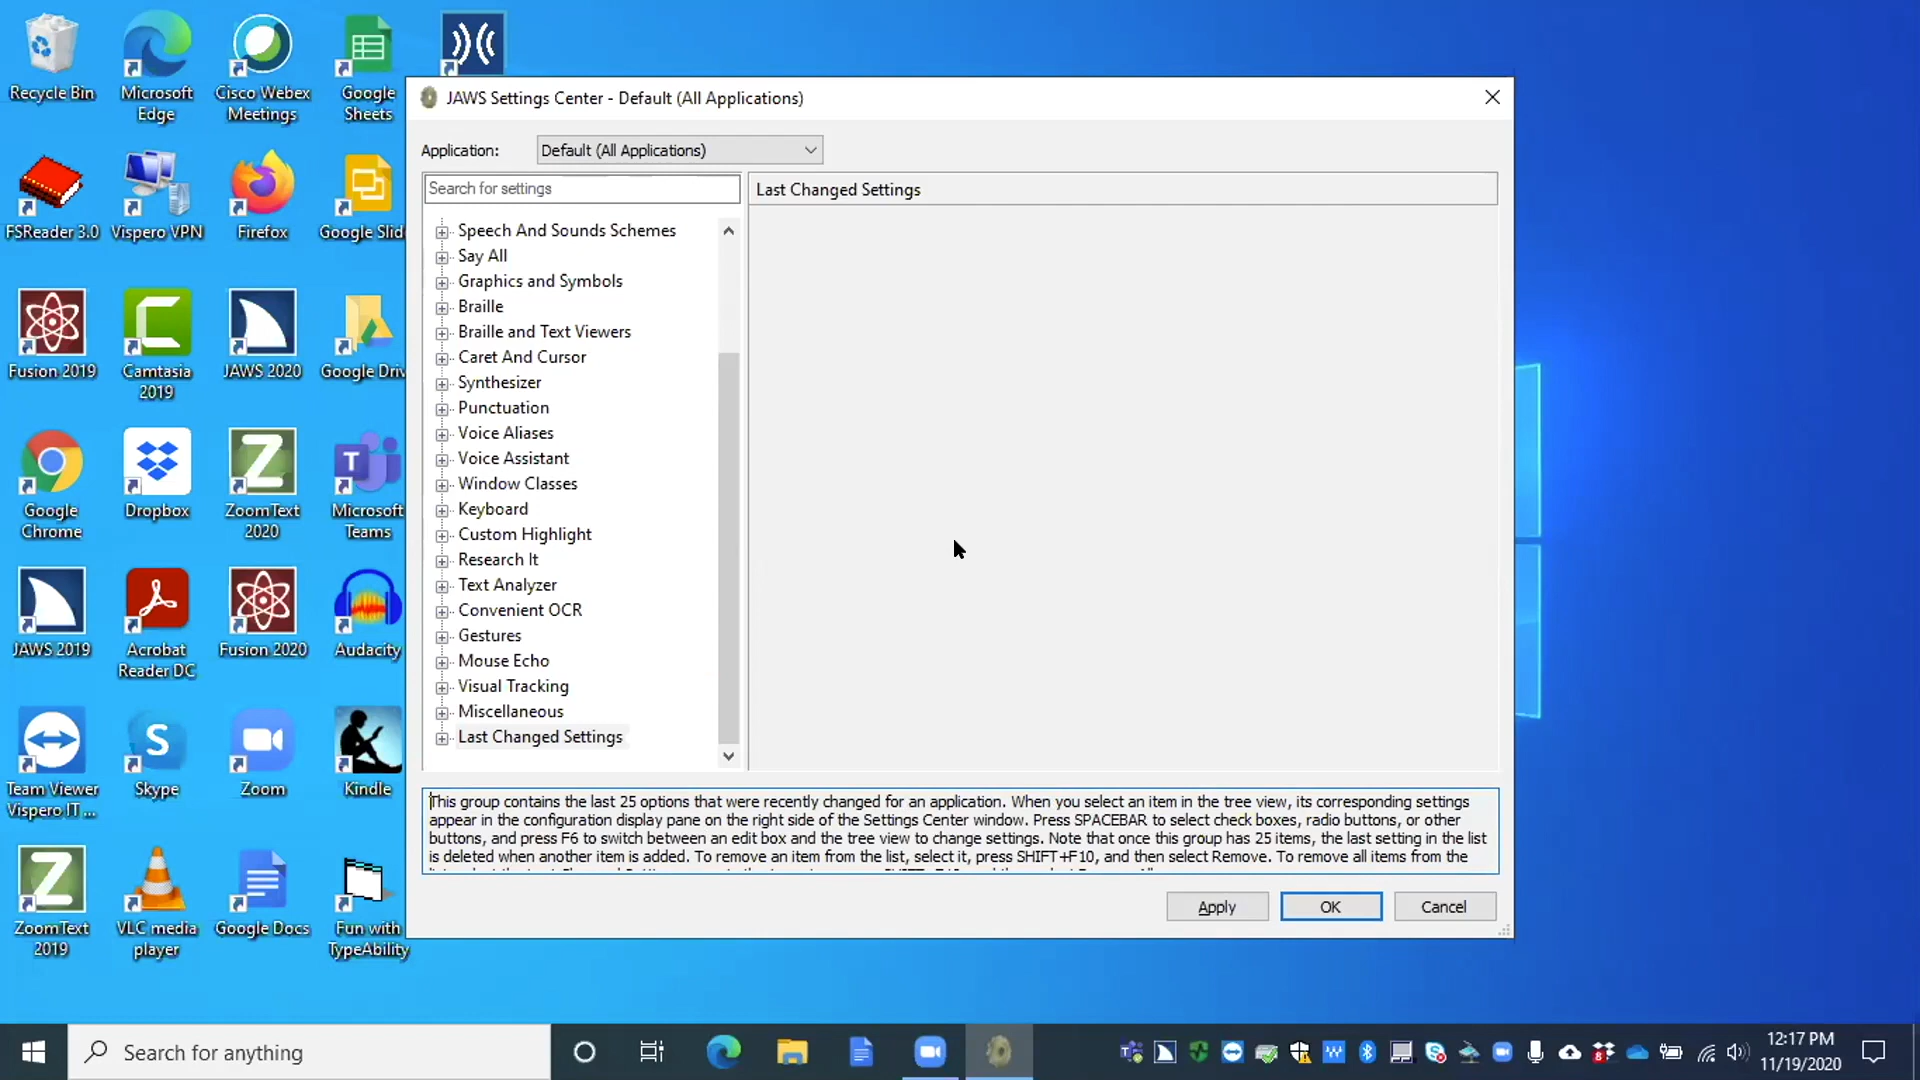 Recycle Bin
Microsoft
Edge
Cisco Webex
Meetings
Google
Sheets
FSReader 3.0
Vispero VPN
Firefox
Google Slid
Fusion 2019
Camtasia
2019
JAWS 2020
Google Driv
Google
Chrome
Dropbox
ZoomText
2020
Microsoft
Teams
JAWS 2019
Acrobat
Reader DC
Fusion 2020
Audacity
Team Viewer
Vispero IT ...
Skype
Zoom
Kindle
ZoomText
2019
VLC media
player
Google Docs
Fun with
TypeAbility
JAWS Settings Center - Default (All Applications)
Application:
Default (All Applications)
Search for settings
Speech And Sounds Schemes
Say All
Graphics and Symbols
Braille
Braille and Text Viewers
Caret And Cursor
Synthesizer
Punctuation
Voice Aliases
Voice Assistant
Window Classes
Keyboard
Custom Highlight
Research It
Text Analyzer
Convenient OCR
Gestures
Mouse Echo
Visual Tracking
Miscellaneous
Last Changed Settings
Last Changed Settings
This group contains the last 25 options that were recently changed for an application. When you select an item in the tree view, its corresponding settings
appear in the configuration display pane on the right side of the Settings Center window. Press SPACEBAR to select check boxes, radio buttons, or other
buttons, and press F6 to switch between an edit box and the tree view to change settings. Note that once this group has 25 items, the last setting in the list
is deleted when another item is added. To remove an item from the list, select it, press SHIFT+F10, and then select Remove. To remove all items from the
Apply
OK
Cancel
Search for anything
12:17 PM
11/19/2020